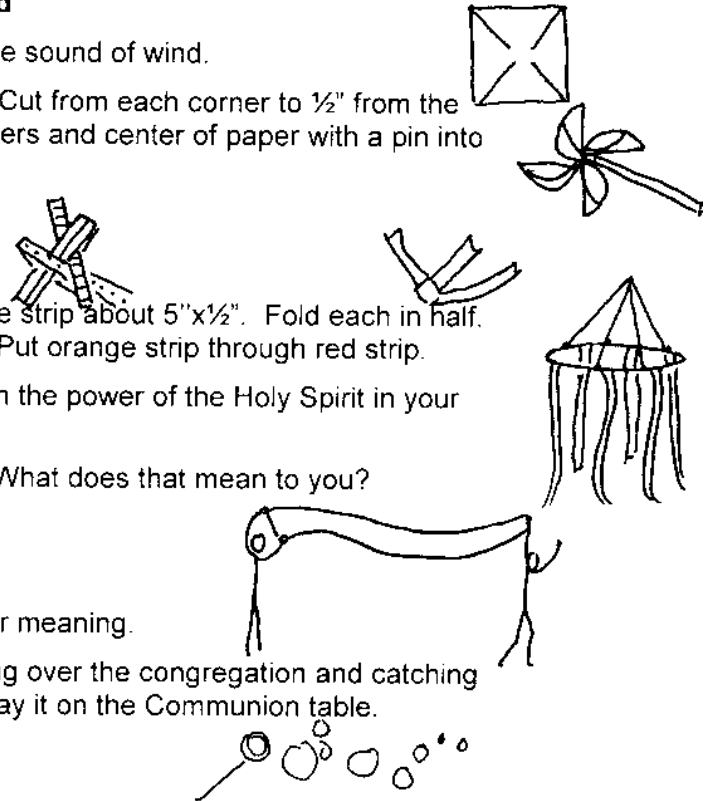 d
e sound of wind.
Cut from each corner to ½" from the
ers and center of paper with a pin into
e strip about 5"x½". Fold each in half.
Put orange strip through red strip.
n the power of the Holy Spirit in your
What does that mean to you?
r meaning.
g over the congregation and catching
ay it on the Communion table.